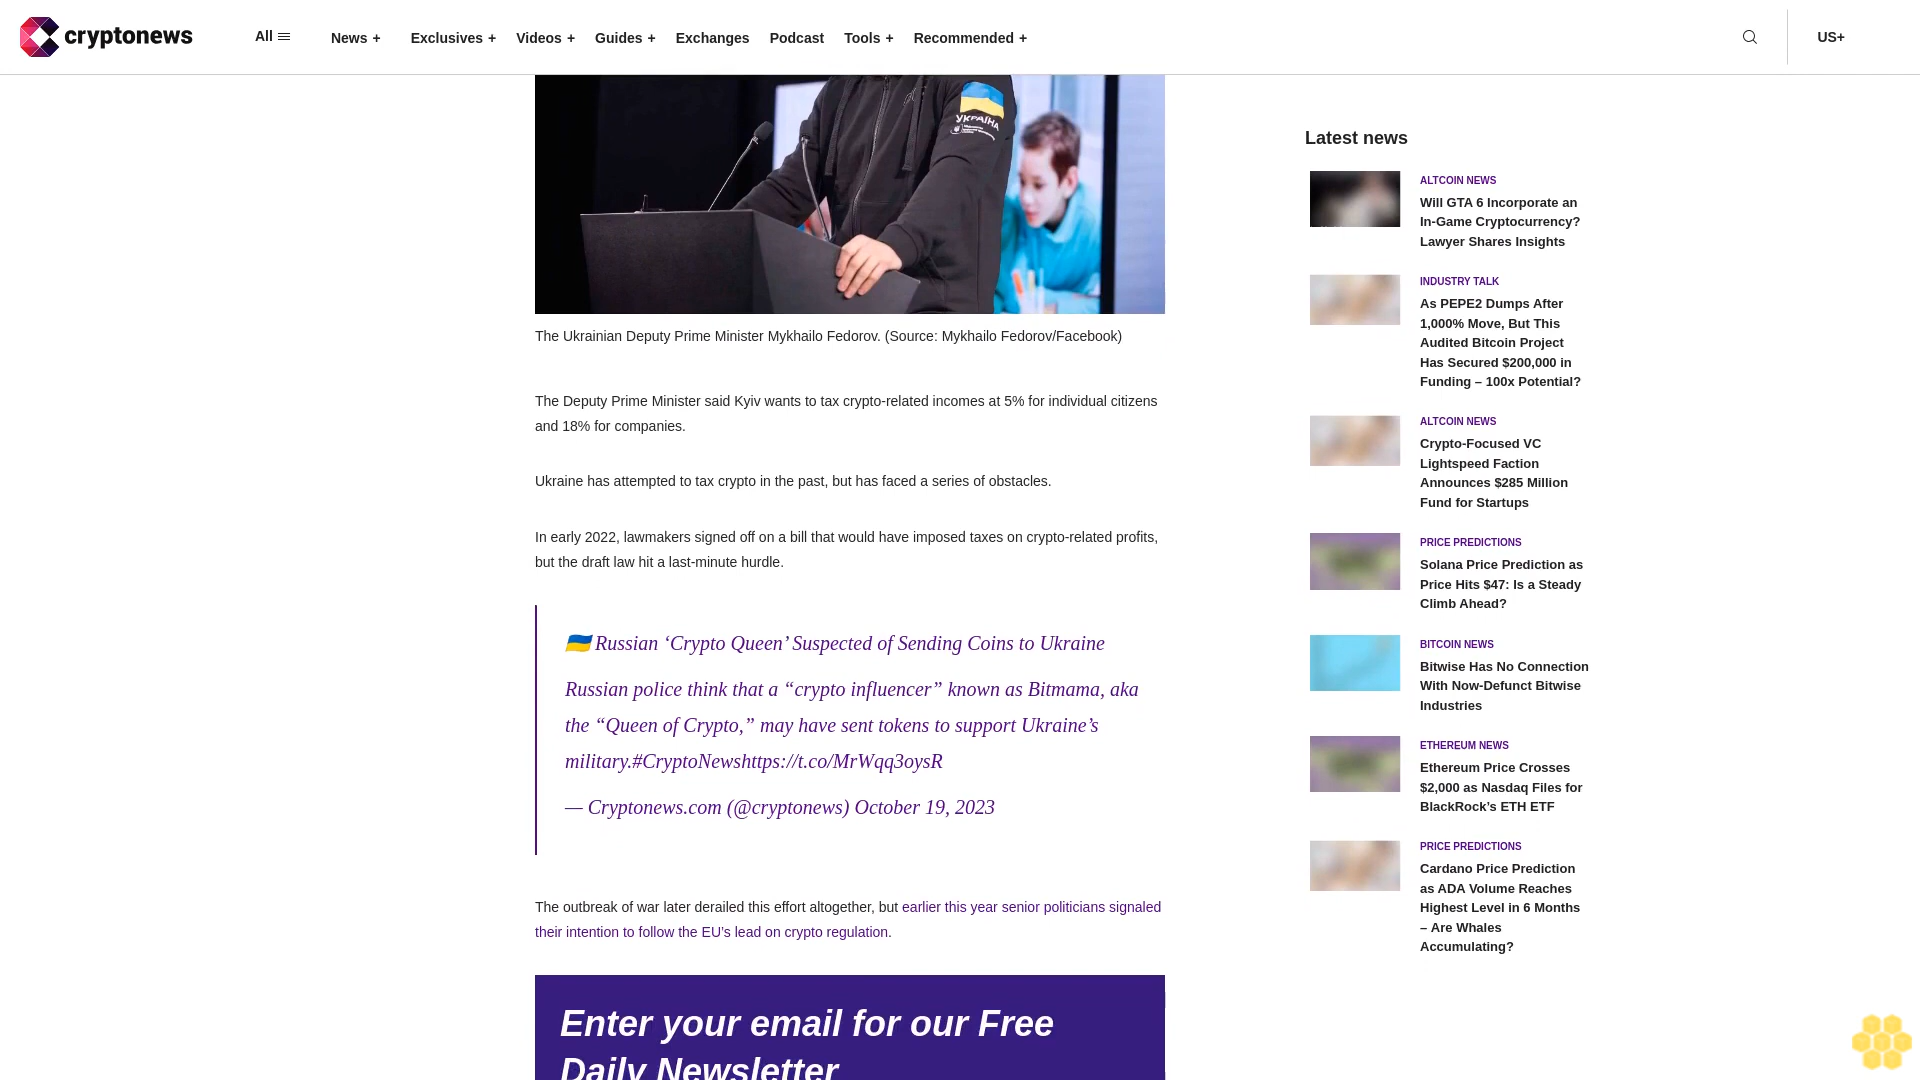 cryptonews
All
News +
Exclusives +
Videos +
Guides +
Exchanges
Podcast
Tools +
Recommended +
US+
УКРАЇНА
The Ukrainian Deputy Prime Minister Mykhailo Fedorov. (Source: Mykhailo Fedorov/Facebook)
The Deputy Prime Minister said Kyiv wants to tax crypto-related incomes at 5% for individual citizens
and 18% for companies.
Ukraine has attempted to tax crypto in the past, but has faced a series of obstacles.
In early 2022, lawmakers signed off on a bill that would have imposed taxes on crypto-related profits,
but the draft law hit a last-minute hurdle.
🇺🇦 Russian ‘Crypto Queen’ Suspected of Sending Coins to Ukraine
Russian police think that a “crypto influencer” known as Bitmama, aka
the “Queen of Crypto,” may have sent tokens to support Ukraine’s
military.#CryptoNewshttps://t.co/MrWqq3oysR
— Cryptonews.com (@cryptonews) October 19, 2023
The outbreak of war later derailed this effort altogether, but earlier this year senior politicians signaled
their intention to follow the EU’s lead on crypto regulation.
Enter your email for our Free
Daily Newsletter
Latest news
ALTCOIN NEWS
Will GTA 6 Incorporate an
In-Game Cryptocurrency?
Lawyer Shares Insights
INDUSTRY TALK
As PEPE2 Dumps After
1,000% Move, But This
Audited Bitcoin Project
Has Secured $200,000 in
Funding – 100x Potential?
ALTCOIN NEWS
Crypto-Focused VC
Lightspeed Faction
Announces $285 Million
Fund for Startups
PRICE PREDICTIONS
Solana Price Prediction as
Price Hits $47: Is a Steady
Climb Ahead?
BITCOIN NEWS
Bitwise Has No Connection
With Now-Defunct Bitwise
Industries
ETHEREUM NEWS
Ethereum Price Crosses
$2,000 as Nasdaq Files for
BlackRock’s ETH ETF
PRICE PREDICTIONS
Cardano Price Prediction
as ADA Volume Reaches
Highest Level in 6 Months
– Are Whales
Accumulating?